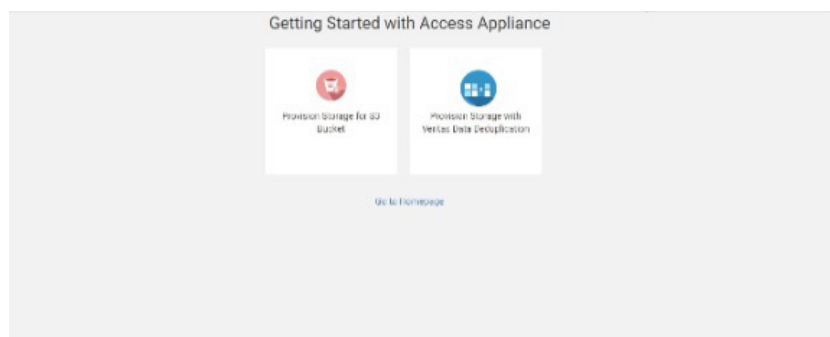 Getting Started with Access Appliance
Provision Storage for S3
Bucket
Provision Storage with
Veritas Data Deduplication
Go to Homepage